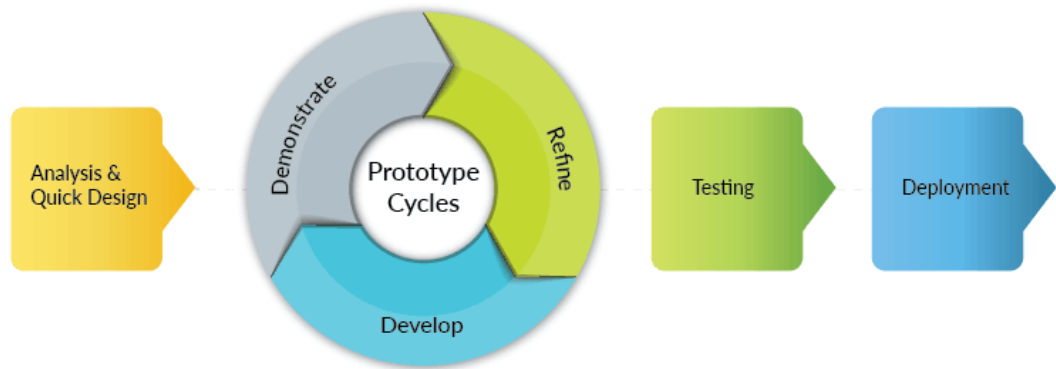 Analysis &
Quick Design
Demonstrate
Refine
Prototype
Cycles
Develop
Testing
Deployment